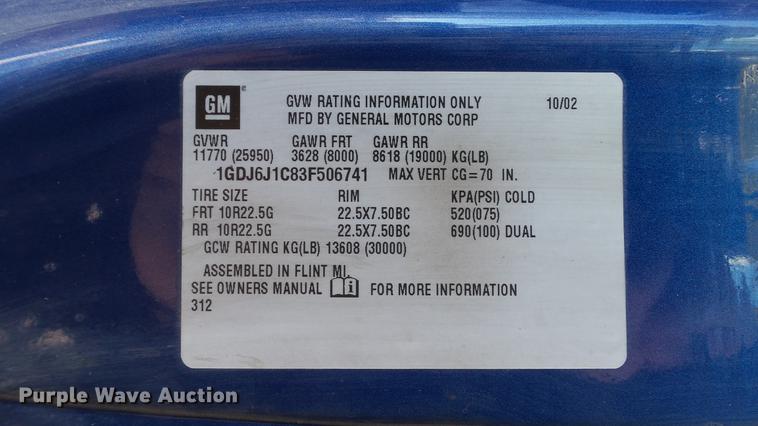 GM ® GVW RATING INFORMATION ONLY 10/02
MFD BY GENERAL MOTORS CORP
GVWR GAWR FRT GAWR RR
11770 (25950) 3628 (8000) 8618 (19000) KG(LB)
1GDJ6J1C83F506741 MAX VERT CG=70 IN.
TIRE SIZE RIM KPA(PSI) COLD
FRT 10R22.5G 22.5X7.50BC 520(075)
RR 10R22.5G 22.5X7.50BC 690(100) DUAL
GCW RATING KG(LB) 13608 (30000)
ASSEMBLED IN FLINT MI.
SEE OWNERS MANUAL i FOR MORE INFORMATION
312
Purple Wave Auction